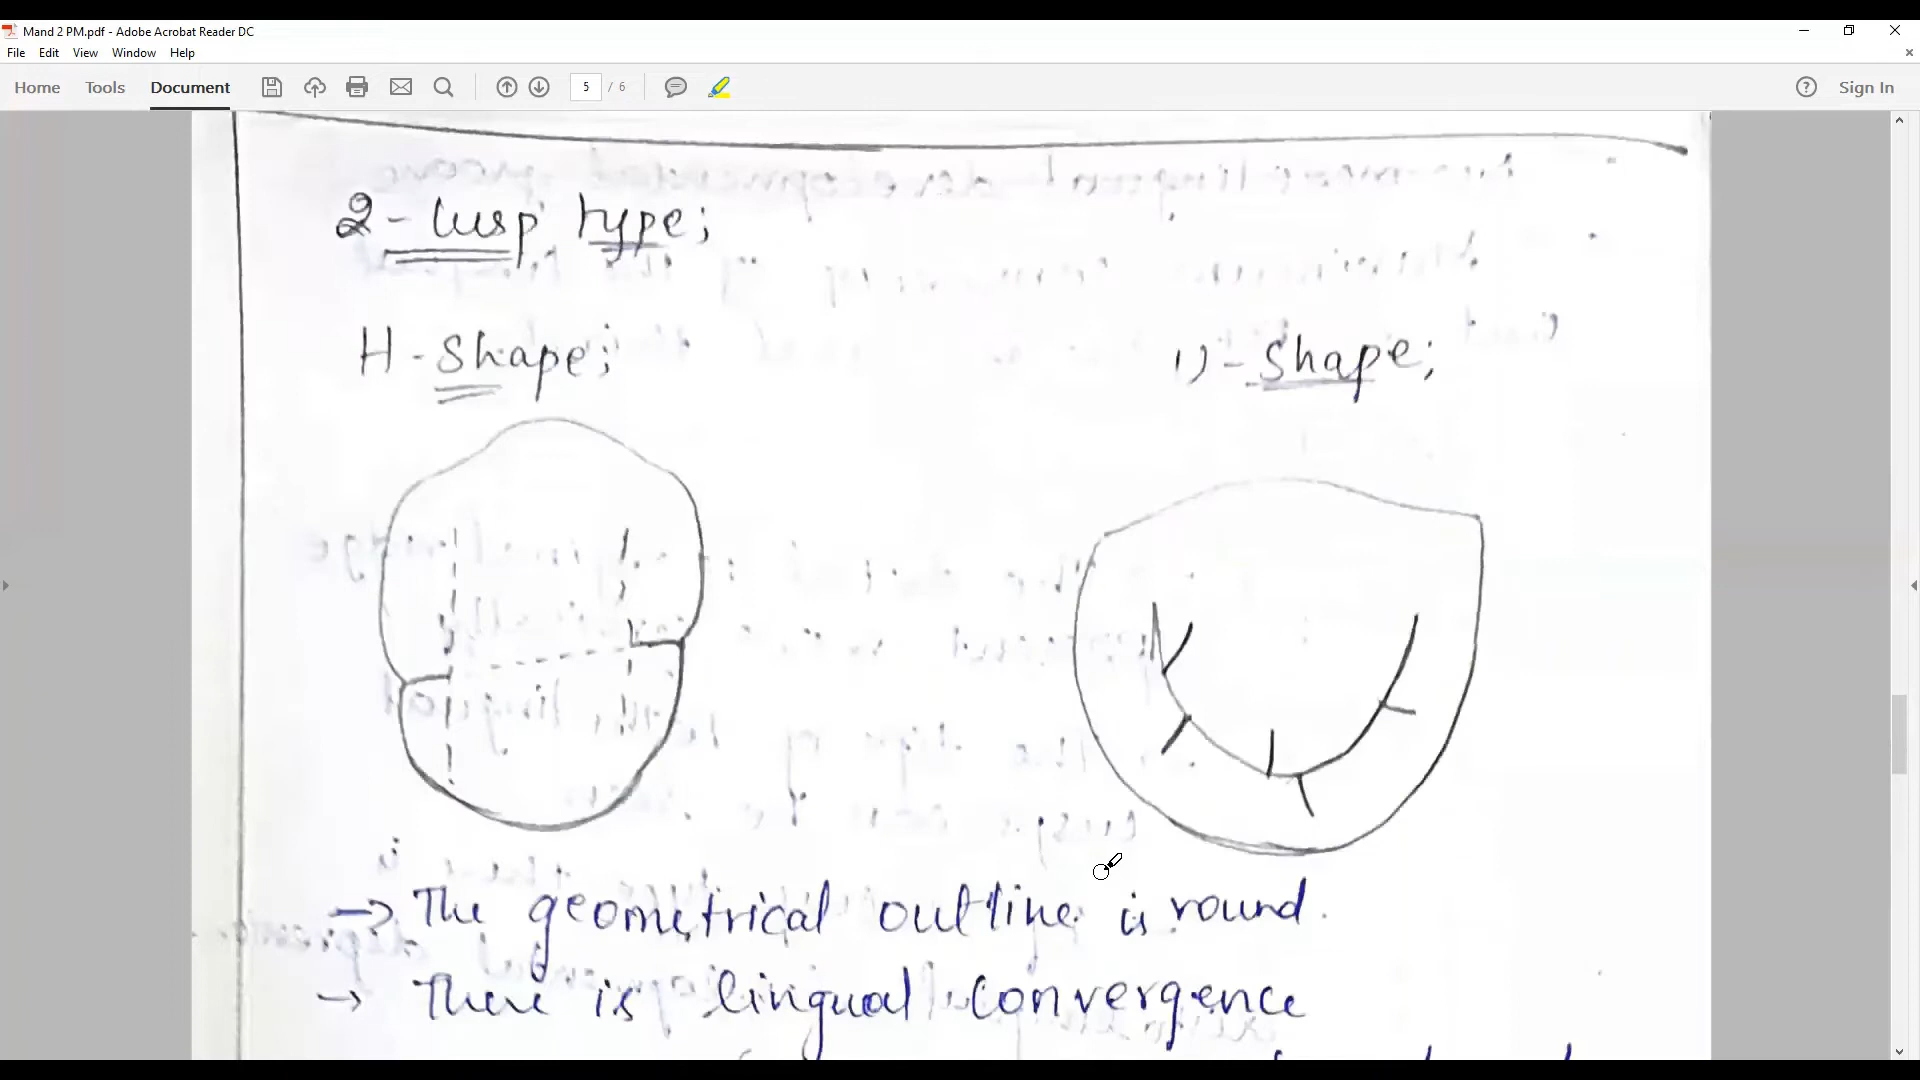 Mand 2 PM.pdf - Adobe Acrobat Reader DC
File Edit View Window Help
Home Tools Document 5 / 6 Sign In
2-Cusp type;
H-Shape; U-Shape;
→ The geometrical outline is round.
→ There is lingual convergence